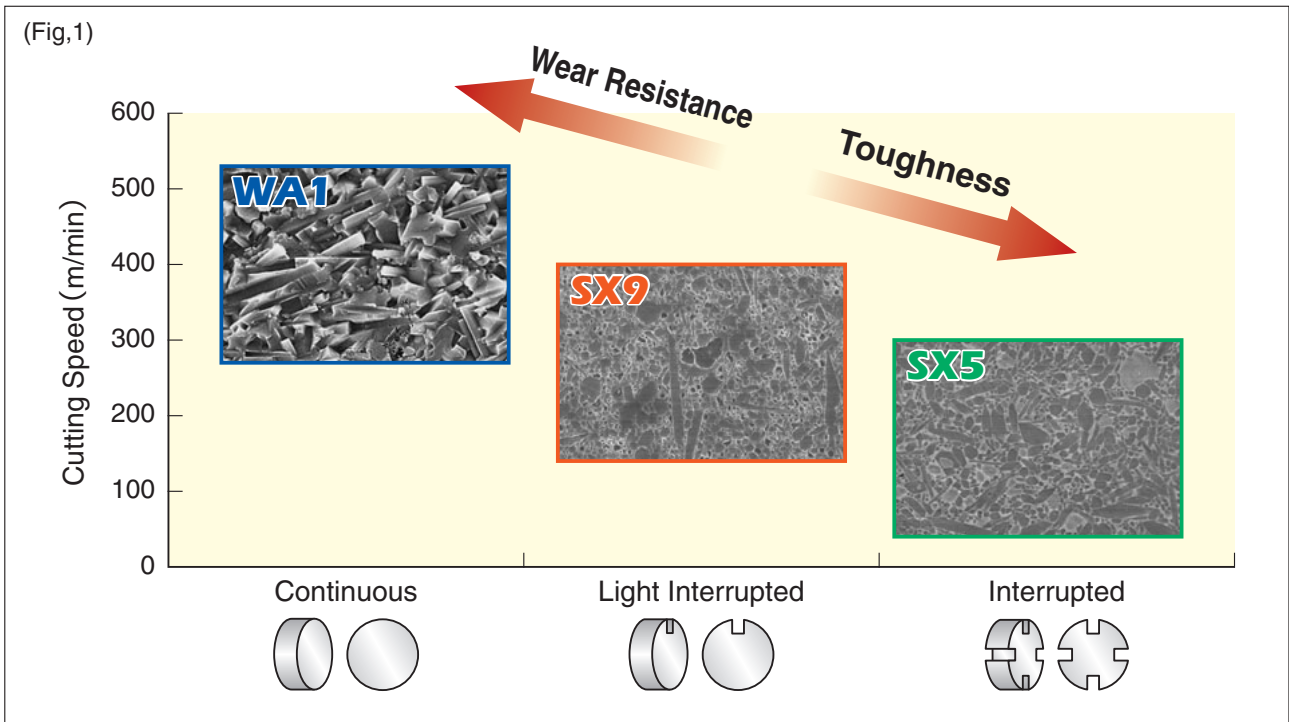 (Fig,1)
Wear Resistance
Toughness
Cutting Speed (m/min)
600
500
400
300
200
100
0
WA1
SX9
SX5
Continuous
Light Interrupted
Interrupted